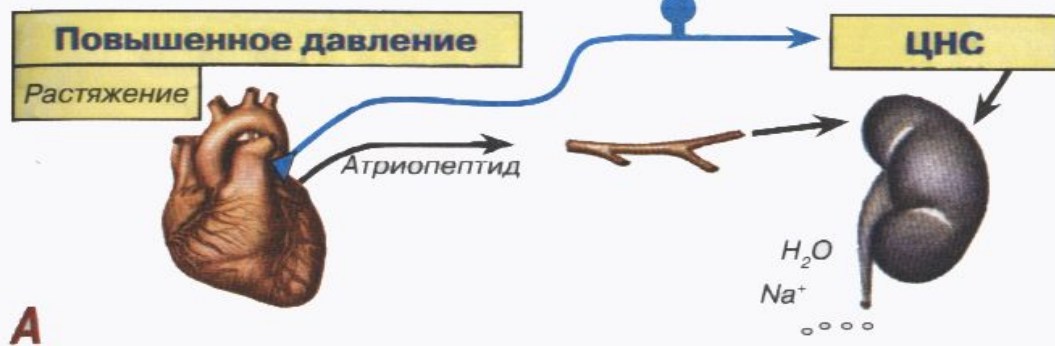 Повышенное давление
ЦНС
Растяжение
Атриопептид
H₂O
Na⁺
А